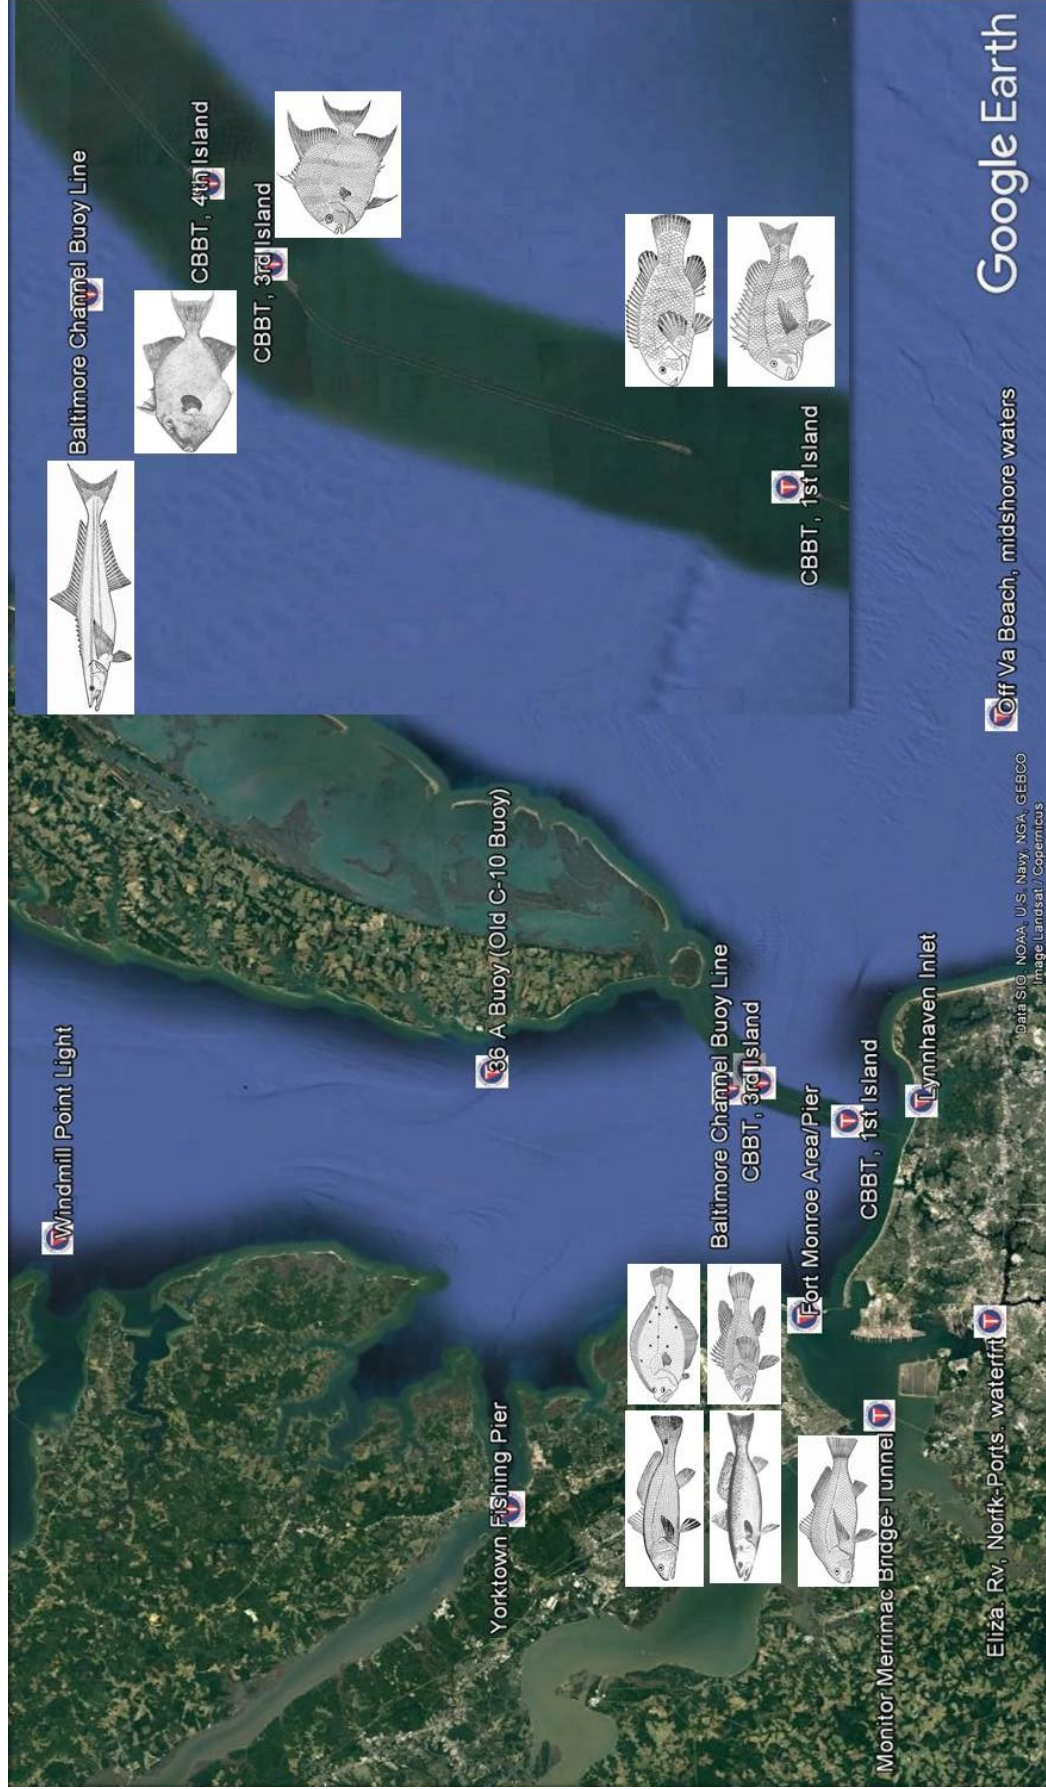 Windmill Point Light
Yorktown Fishing Pier
36 A Buoy (Old C-10 Buoy)
Baltimore Channel Buoy Line
CBBT, 3rd Island
Fort Monroe Area/Pier
CBBT, 1st Island
Monitor Merrimac Bridge-Tunnel
Lynnhaven Inlet
Eliza. Rv, Norfk-Ports. waterfrt
Off Va Beach, midshore waters
Baltimore Channel Buoy Line
CBBT, 4th Island
CBBT, 3rd Island
CBBT, 1st Island
Data SIO, NOAA, U.S. Navy, NGA, GEBCO
Image Landsat / Copernicus
Google Earth